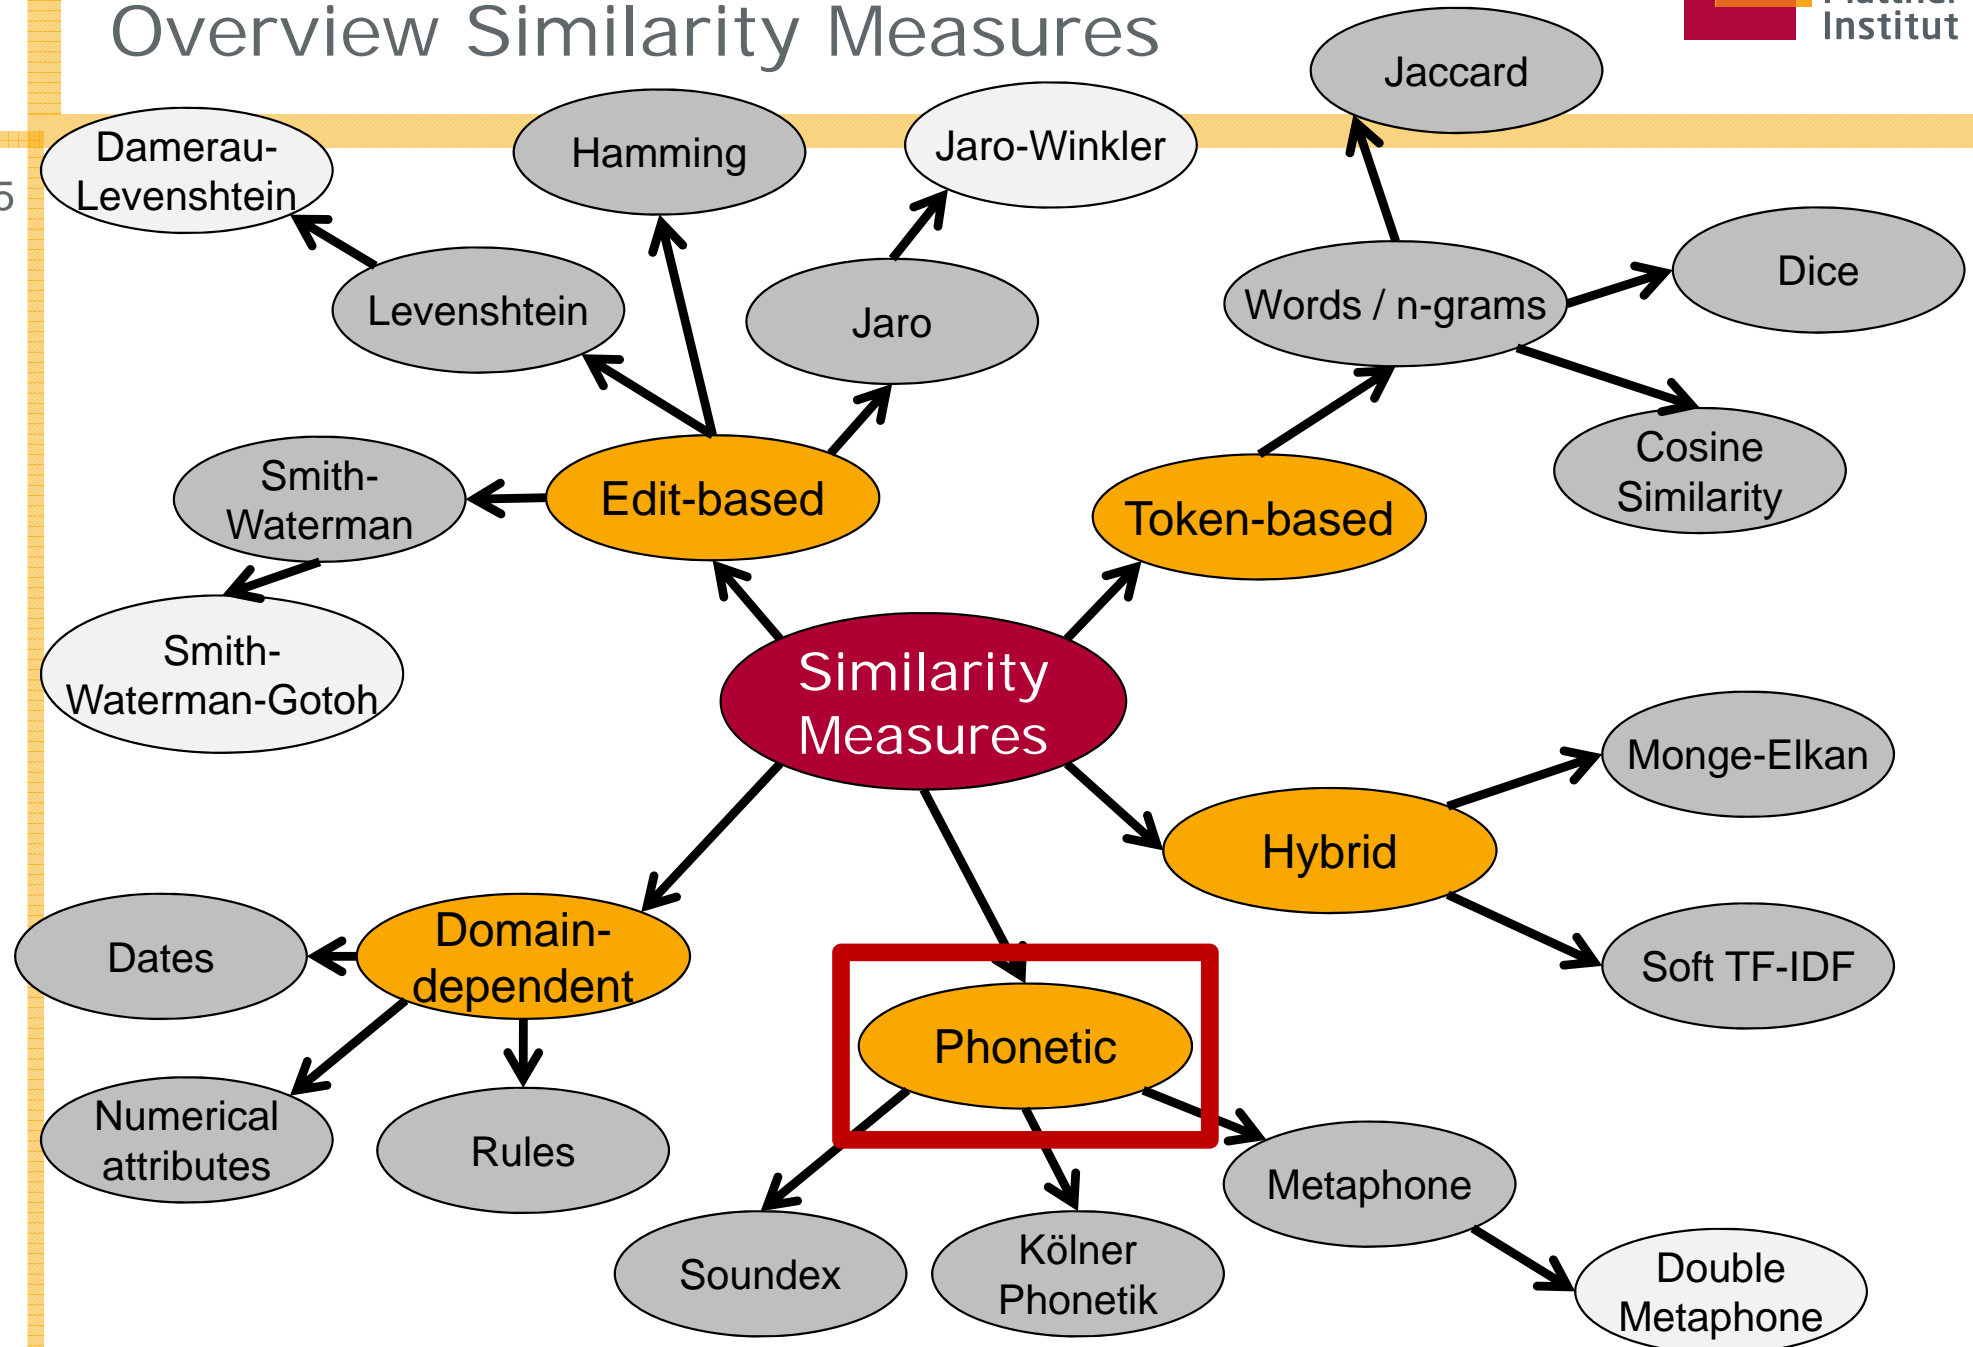 Overview Similarity Measures
Institut
5
Damerau-
Levenshtein
Hamming
Jaro-Winkler
Jaccard
Levenshtein
Jaro
Words / n-grams
Dice
Smith-
Waterman
Edit-based
Token-based
Cosine
Similarity
Smith-
Waterman-Gotoh
Similarity
Measures
Monge-Elkan
Hybrid
Dates
Domain-
dependent
Soft TF-IDF
Phonetic
Numerical
attributes
Rules
Metaphone
Soundex
Kölner
Phonetik
Double
Metaphone